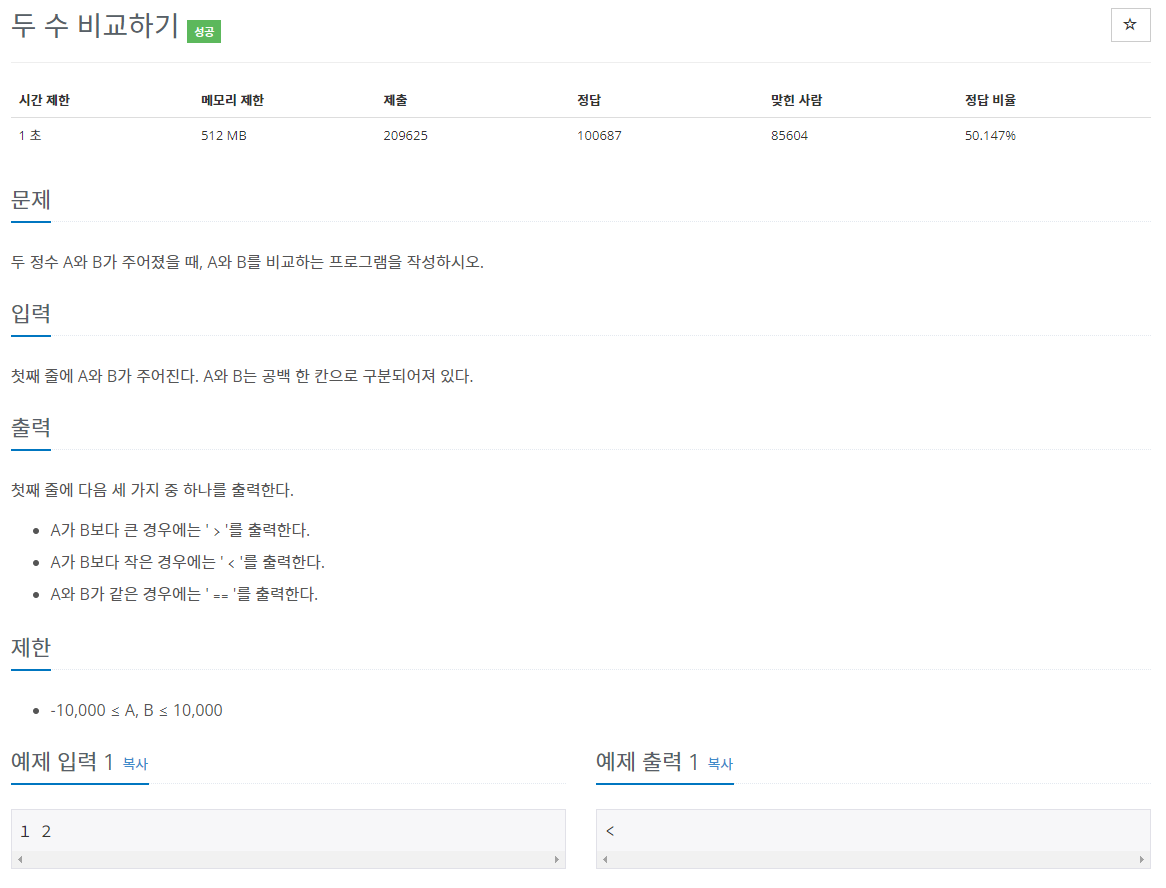 두 수 비교하기 성공
☆
시간 제한 메모리 제한 제출 정답 맞힌 사람 정답 비율
1 초 512 MB 209625 100687 85604 50.147%
문제
두 정수 A와 B가 주어졌을 때, A와 B를 비교하는 프로그램을 작성하시오.
입력
첫째 줄에 A와 B가 주어진다. A와 B는 공백 한 칸으로 구분되어져 있다.
출력
첫째 줄에 다음 세 가지 중 하나를 출력한다.
• A가 B보다 큰 경우에는 '>'를 출력한다.
• A가 B보다 작은 경우에는 '<'를 출력한다.
• A와 B가 같은 경우에는 '=='를 출력한다.
제한
• -10,000 ≤ A, B ≤ 10,000
예제 입력 1 복사
1 2
예제 출력 1 복사
<